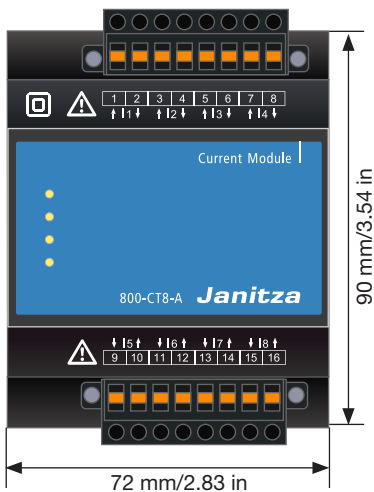 1 2 3 4 5 6 7 8
↑ I1 ↓ ↑ I2 ↓ ↑ I3 ↓ ↑ I4 ↓
Current Module
90 mm/3.54 in
800-CT8-A Janitza
↓ I5 ↑ ↓ I6 ↑ ↓ I7 ↑ ↓ I8 ↑
9 10 11 12 13 14 15 16
72 mm/2.83 in